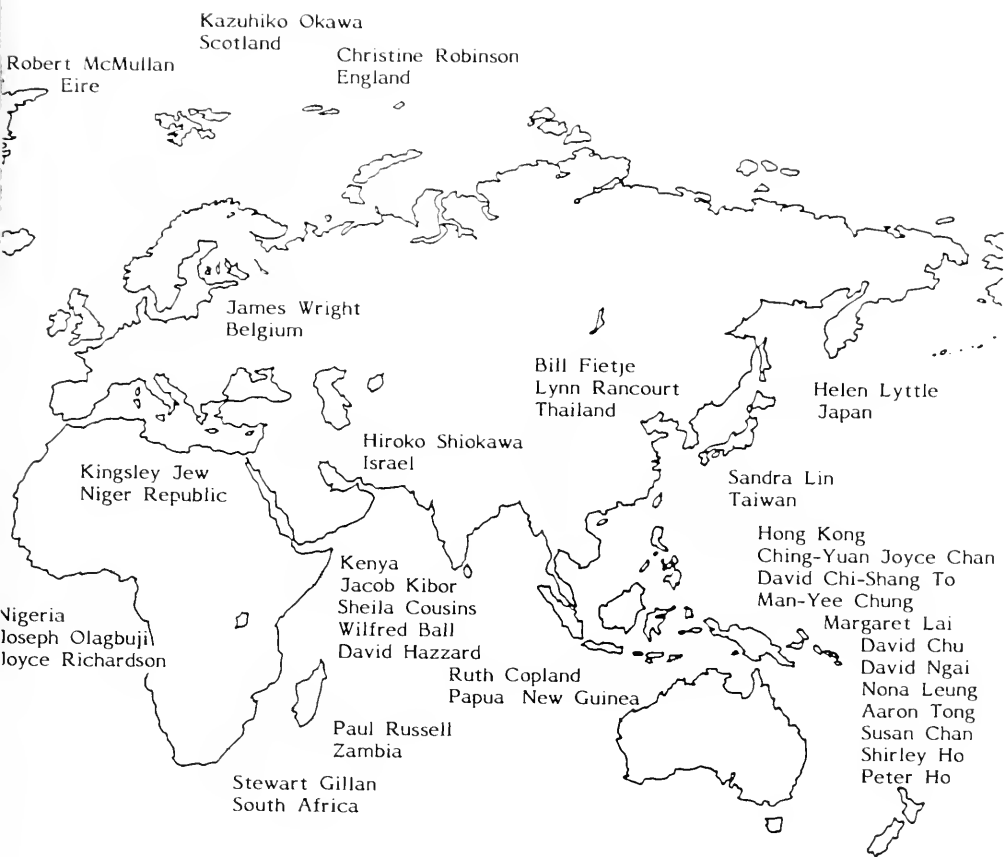 Kazuhiko Okawa
Scotland
Robert McMullan
Eire
Christine Robinson
England
James Wright
Belgium
Bill Fietje
Lynn Rancourt
Thailand
Helen Lyttle
Japan
Hiroko Shiokawa
Israel
Kingsley Jew
Niger Republic
Sandra Lin
Taiwan
Hong Kong
Ching-Yuan Joyce Chan
David Chi-Shang To
Man-Yee Chung
Margaret Lai
David Chu
David Ngai
Nona Leung
Aaron Tong
Susan Chan
Shirley Ho
Peter Ho
Kenya
Jacob Kibor
Sheila Cousins
Wilfred Ball
David Hazzard
Nigeria
Joseph Olagbuji
Joyce Richardson
Ruth Copland
Papua New Guinea
Paul Russell
Zambia
Stewart Gillan
South Africa